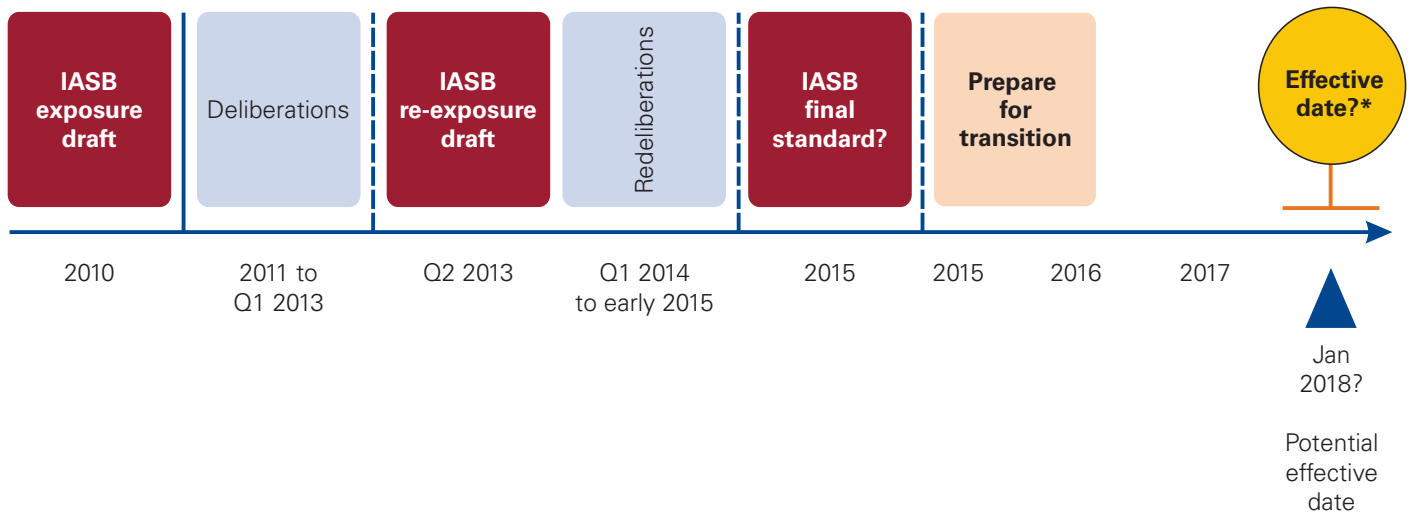 IASB
exposure
draft
Deliberations
IASB
re-exposure
draft
Redeliberations
IASB
final
standard?
Prepare
for
transition
Effective
date?*
2010
2011 to
Q1 2013
Q2 2013
Q1 2014
to early 2015
2015
2015
2016
2017
Jan
2018?
Potential
effective
date